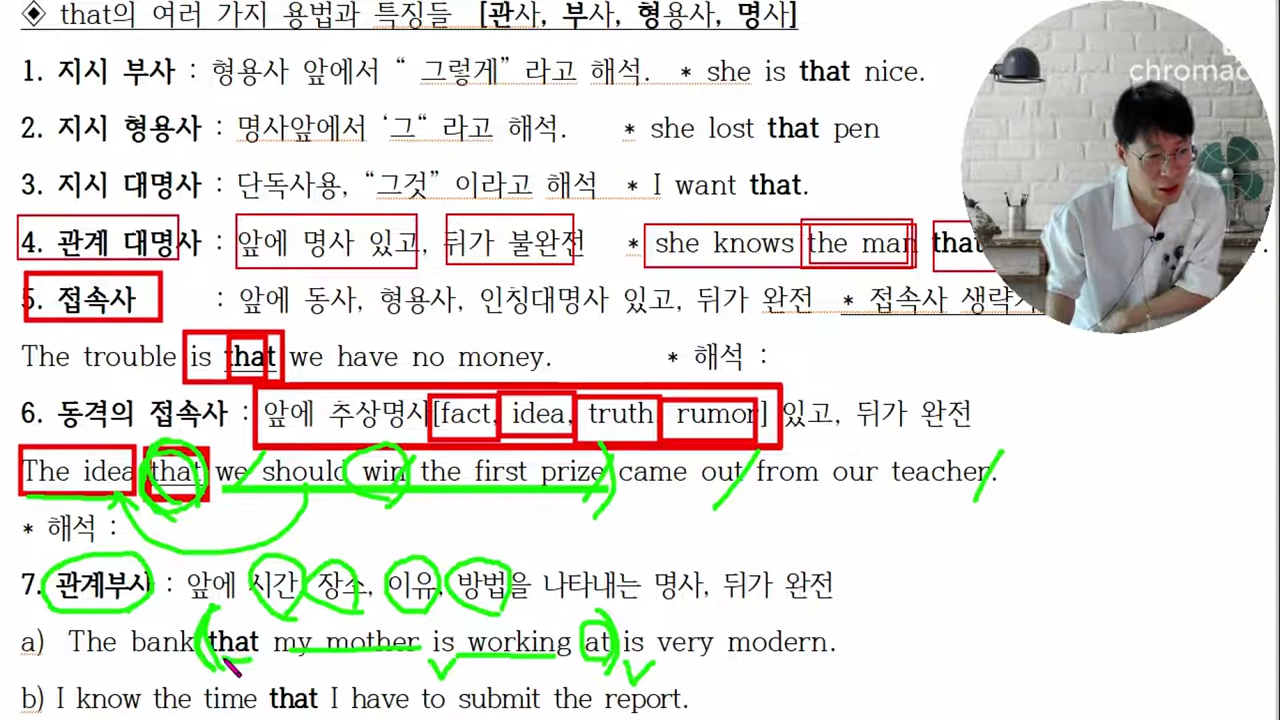 ◈ that의 여러 가지 용법과 특징들 [관사, 부사, 형용사, 명사]
1. 지시 부사 : 형용사 앞에서 “ 그렇게” 라고 해석. * she is that nice.
chromac
2. 지시 형용사 : 명사앞에서 ‘그“ 라고 해석. * she lost that pen
3. 지시 대명사 : 단독사용, “그것” 이라고 해석 * I want that.
4. 관계 대명사 : 앞에 명사 있고, 뒤가 불완전 * she knows the man that
5. 접속사 : 앞에 동사, 형용사, 인칭대명사 있고, 뒤가 완전 * 접속사
The trouble is that we have no money. * 해석 :
6. 동격의 접속사 : 앞에 추상명사[fact, idea, truth, rumor] 있고, 뒤가 완전
The idea that we should win the first prize came out from our teacher.
* 해석 :
7. 관계부사 : 앞에 시간, 장소, 이유, 방법을 나타내는 명사, 뒤가 완전
a) The bank that my mother is working at is very modern.
b) I know the time that I have to submit the report.